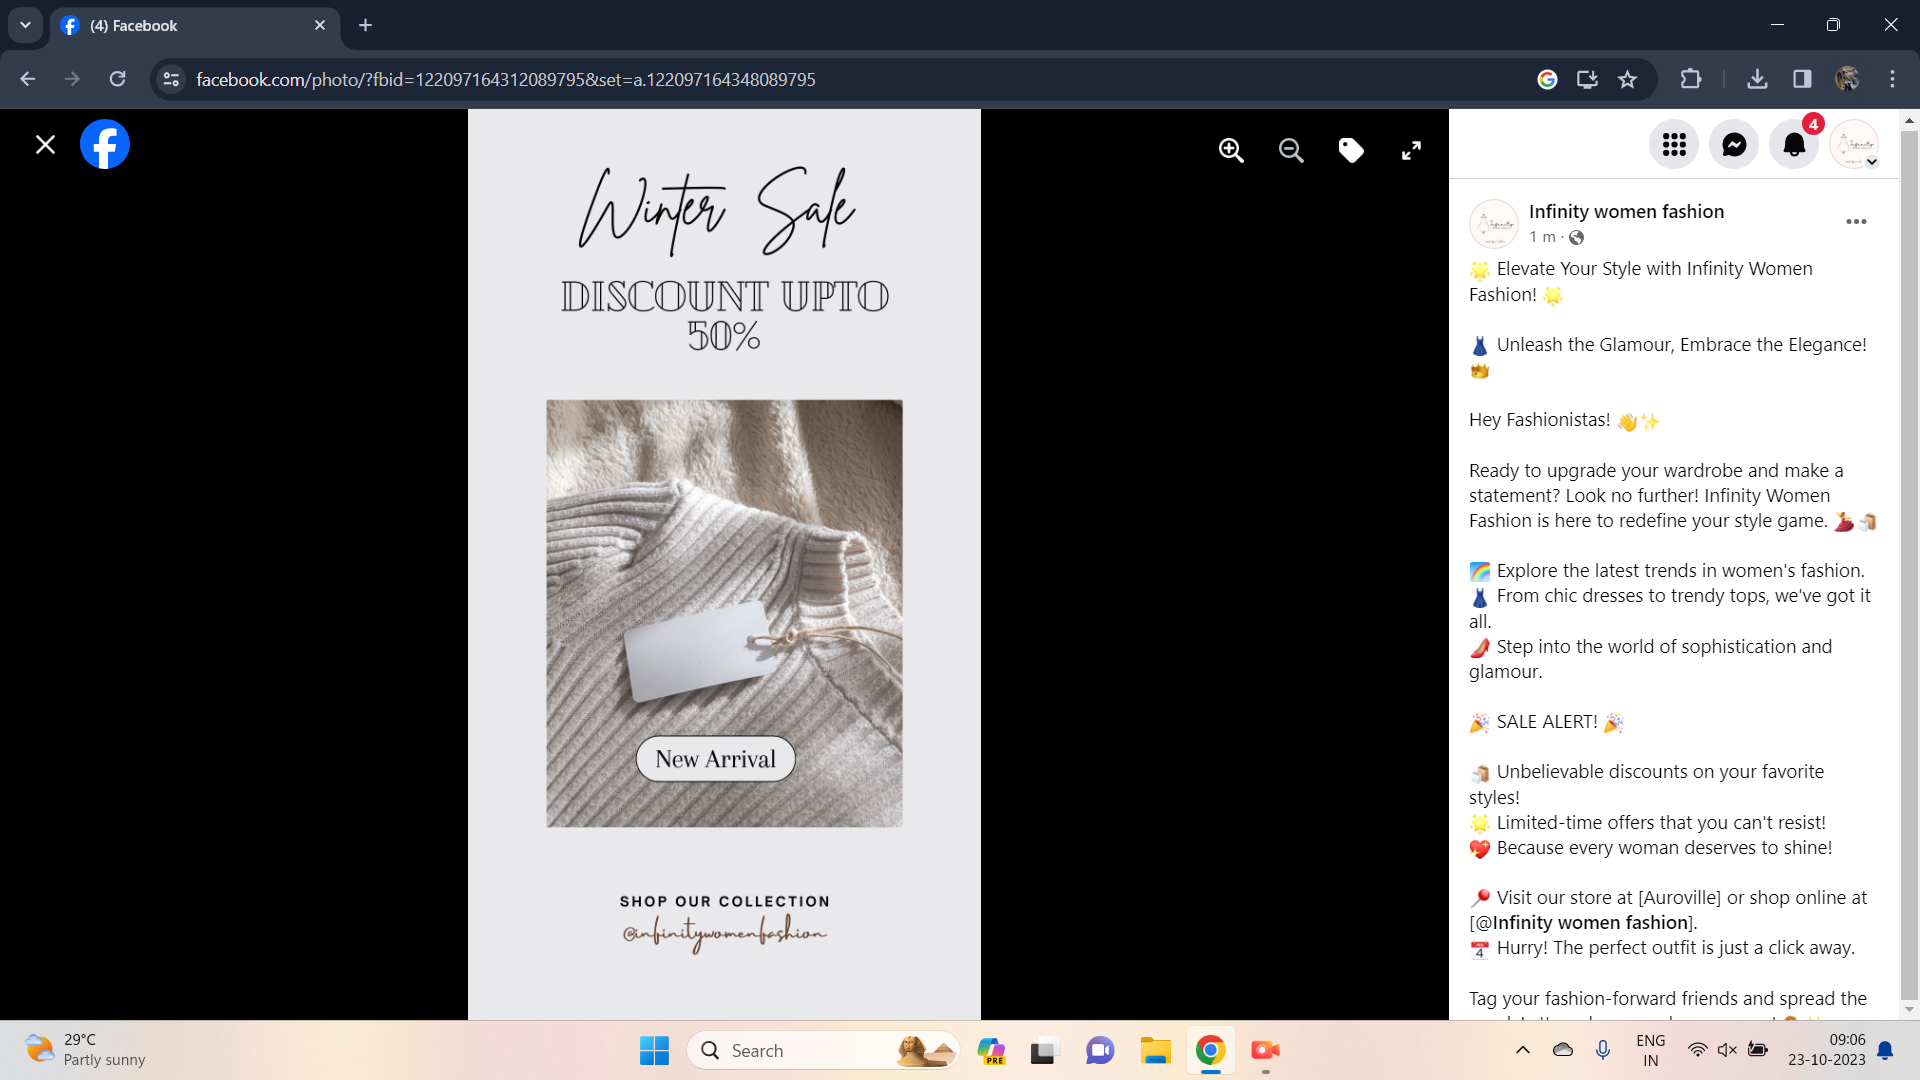 (4) Facebook
facebook.com/photo/?fbid=122097164312089795&set=a.122097164348089795
Winter Sale
DISCOUNT UPTO
50%
New Arrival
SHOP OUR COLLECTION
@infinitywomenfashion
4
Infinity women fashion
1 m ·
🌟 Elevate Your Style with Infinity Women
Fashion! 🌟
👗 Unleash the Glamour, Embrace the Elegance!
👑
Hey Fashionistas! 👋✨
Ready to upgrade your wardrobe and make a
statement? Look no further! Infinity Women
Fashion is here to redefine your style game. 💃🛍️
🌈 Explore the latest trends in women's fashion.
👗 From chic dresses to trendy tops, we've got it
all.
👠 Step into the world of sophistication and
glamour.
🎉 SALE ALERT! 🎉
🛍️ Unbelievable discounts on your favorite
styles!
🌟 Limited-time offers that you can't resist!
💖 Because every woman deserves to shine!
📍 Visit our store at [Auroville] or shop online at
[@Infinity women fashion].
📅 Hurry! The perfect outfit is just a click away.
Tag your fashion-forward friends and spread the
29°C
Partly sunny
Search
PRE
ENG
IN
09:06
23-10-2023